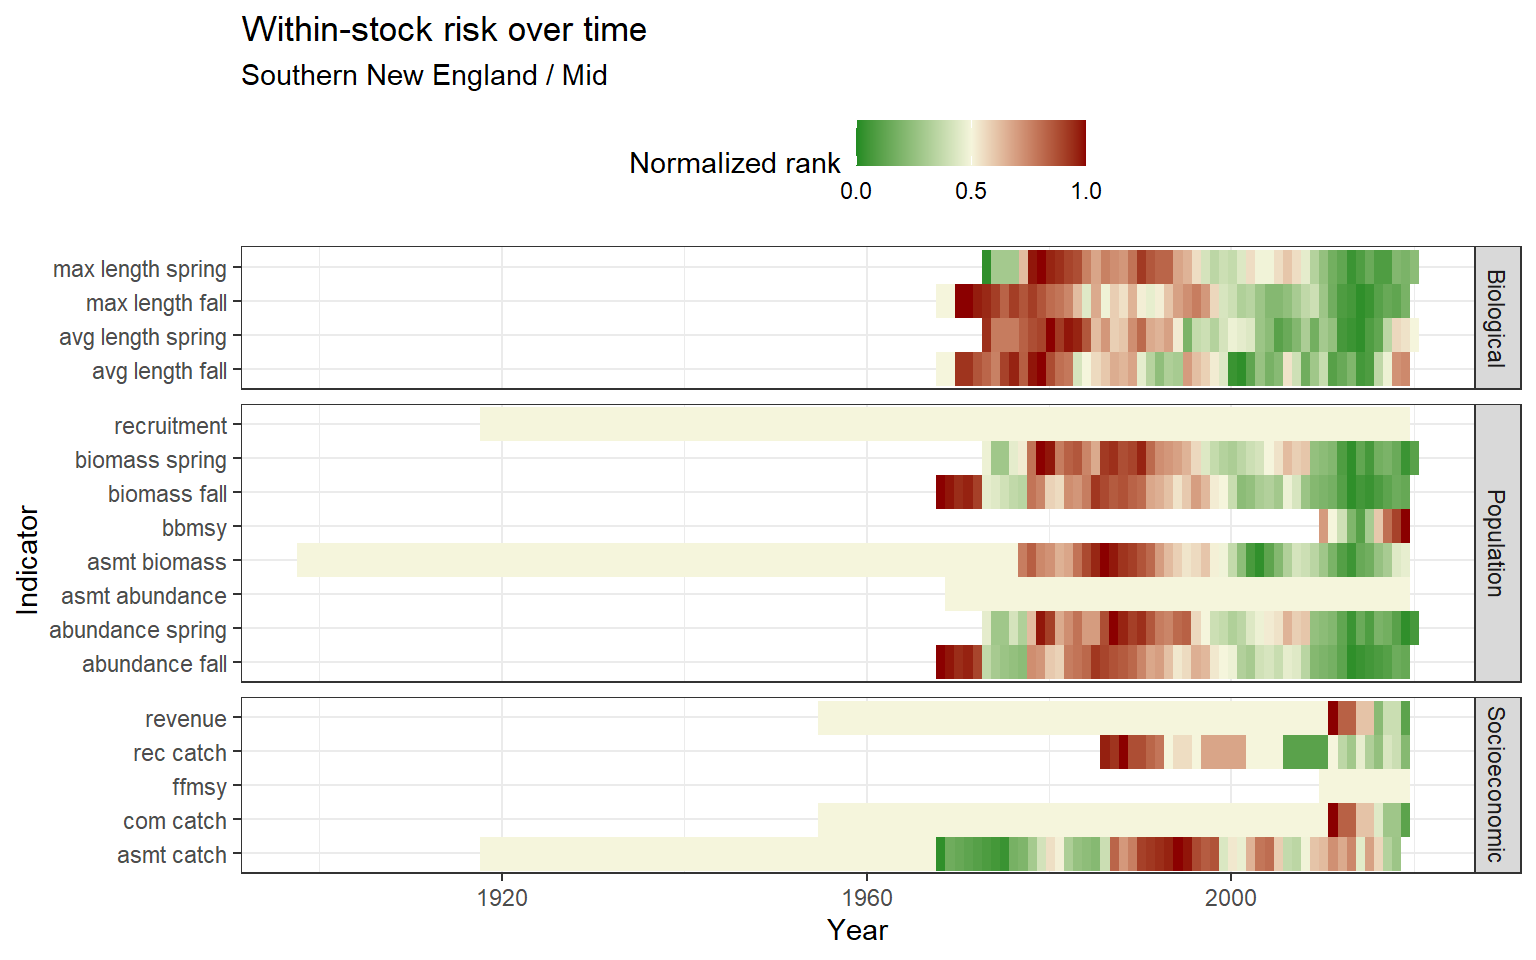 Within-stock risk over time
Southern New England / Mid
Normalized rank
0.0 0.5 1.0
max length spring
max length fall
avg length spring
avg length fall
Biological
recruitment
biomass spring
biomass fall
bbmsy
asmt biomass
asmt abundance
abundance spring
abundance fall
Population
revenue
rec catch
ffmsy
com catch
asmt catch
Socioeconomic
Indicator
1920 1960 2000
Year